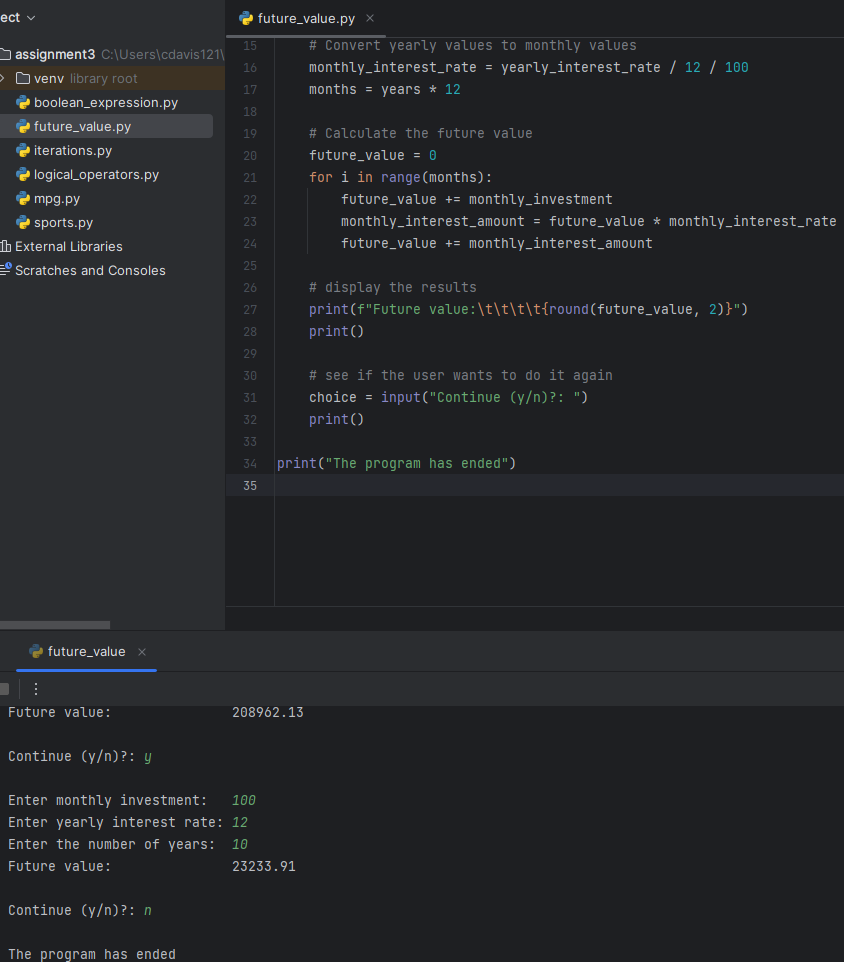 ect
future_value.py
assignment3 C:\Users\cdavis121\
venv library root
boolean_expression.py
future_value.py
iterations.py
logical_operators.py
mpg.py
sports.py
External Libraries
Scratches and Consoles
15 # Convert yearly values to monthly values
16 monthly_interest_rate = yearly_interest_rate / 12 / 100
17 months = years * 12
18
19 # Calculate the future value
20 future_value = 0
21 for i in range(months):
22 future_value += monthly_investment
23 monthly_interest_amount = future_value * monthly_interest_rate
24 future_value += monthly_interest_amount
25
26 # display the results
27 print(f"Future value:\t\t\t\t{round(future_value, 2)}")
28 print()
29
30 # see if the user wants to do it again
31 choice = input("Continue (y/n)?: ")
32 print()
33
34 print("The program has ended")
35
future_value
Future value: 208962.13
Continue (y/n)?: y
Enter monthly investment: 100
Enter yearly interest rate: 12
Enter the number of years: 10
Future value: 23233.91
Continue (y/n)?: n
The program has ended